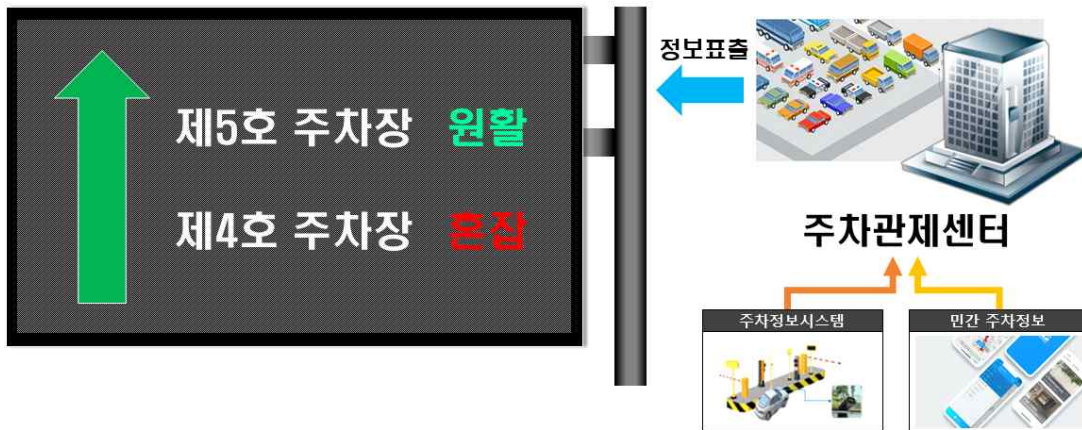 제5호 주차장 원활
제4호 주차장 혼잡
정보표출
주차관제센터
주차정보시스템
민간 주차정보